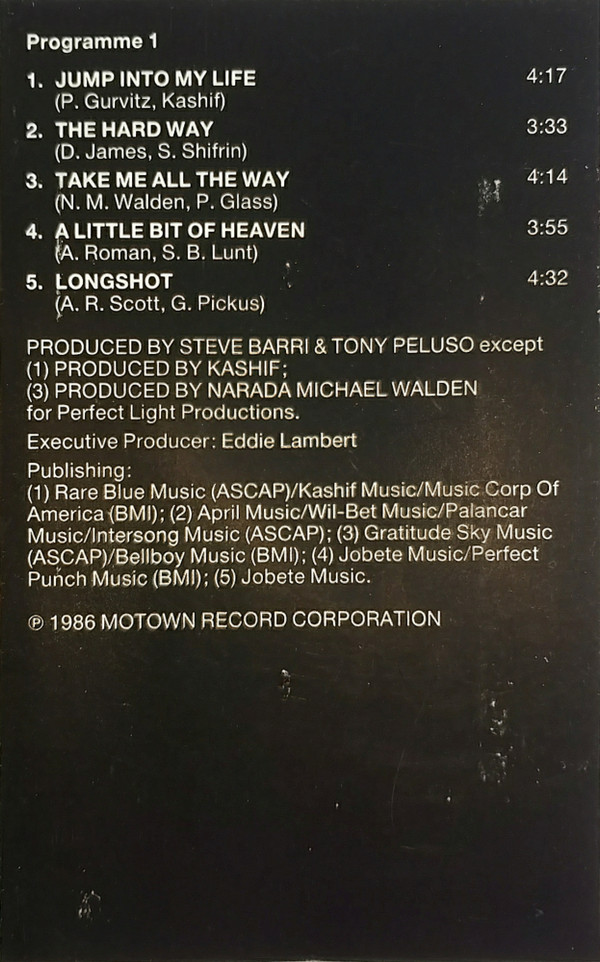 Programme 1
1. JUMP INTO MY LIFE 4:17
(P. Gurvitz, Kashif)
2. THE HARD WAY 3:33
(D. James, S. Shifrin)
3. TAKE ME ALL THE WAY 4:14
(N. M. Walden, P. Glass)
4. A LITTLE BIT OF HEAVEN 3:55
(A. Roman, S. B. Lunt)
5. LONGSHOT 4:32
(A. R. Scott, G. Pickus)
PRODUCED BY STEVE BARRI & TONY PELUSO except
(1) PRODUCED BY KASHIF;
(3) PRODUCED BY NARADA MICHAEL WALDEN
for Perfect Light Productions.
Executive Producer: Eddie Lambert
Publishing:
(1) Rare Blue Music (ASCAP)/Kashif Music/Music Corp Of
America (BMI); (2) April Music/Wil-Bet Music/Palancar
Music/Intersong Music (ASCAP); (3) Gratitude Sky Music
(ASCAP)/Bellboy Music (BMI); (4) Jobete Music/Perfect
Punch Music (BMI); (5) Jobete Music.
℗ 1986 MOTOWN RECORD CORPORATION